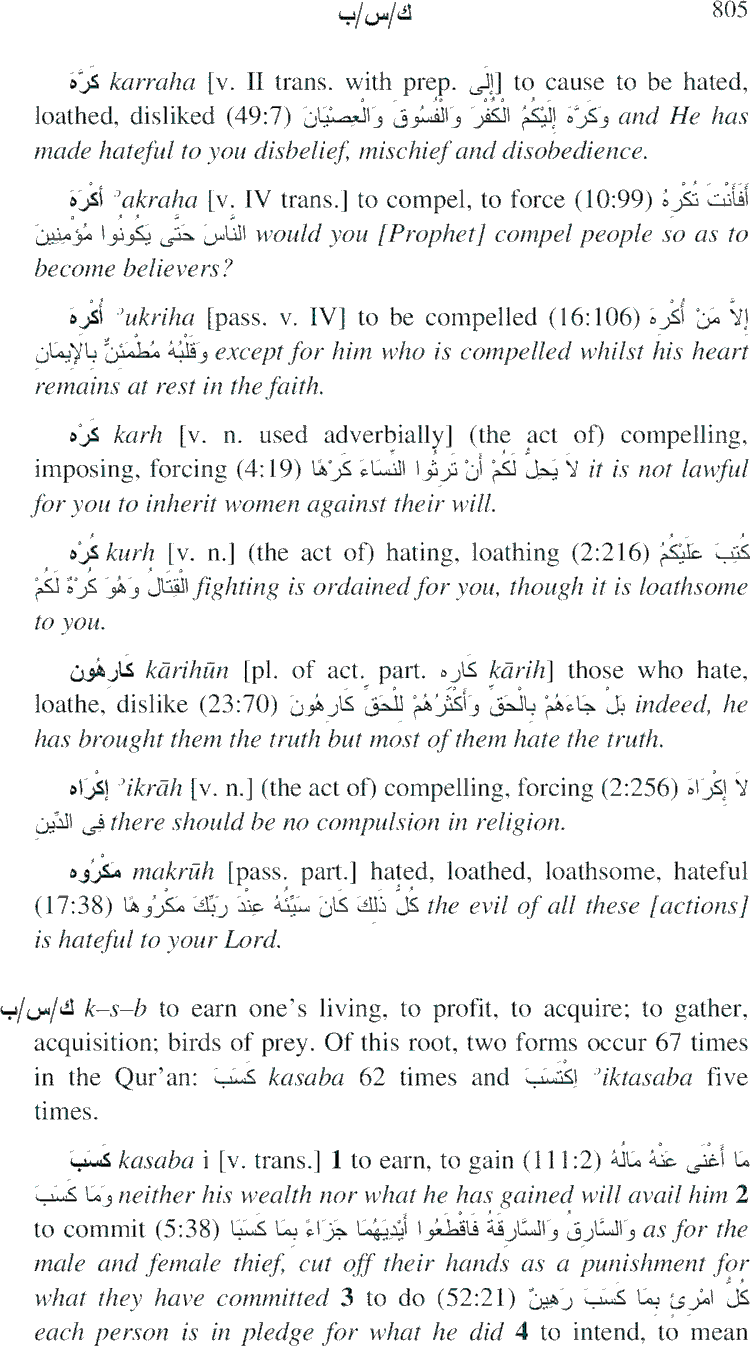 ك/س/ب 805
كَرَّهَ karraha [v. II trans. with prep. إِلَى] to cause to be hated,
loathed, disliked (49:7) وَكَرَّهَ إِلَيْكُمُ الْكُفْرَ وَالْفُسُوقَ وَالْعِصْيَانَ and He has
made hateful to you disbelief, mischief and disobedience.
أَكْرَهَ ʾakraha [v. IV trans.] to compel, to force (10:99) أَفَأَنْتَ تُكْرِهُ
النَّاسَ حَتَّى يَكُونُوا مُؤْمِنِينَ would you [Prophet] compel people so as to
become believers?
أُكْرِهَ ʾukriha [pass. v. IV] to be compelled (16:106) إِلاَّ مَنْ أُكْرِهَ
وَقَلْبُهُ مُطْمَئِنٌّ بِالإِيمَانِ except for him who is compelled whilst his heart
remains at rest in the faith.
كَرْه karh [v. n. used adverbially] (the act of) compelling,
imposing, forcing (4:19) لاَ يَحِلُّ لَكُمْ أَنْ تَرِثُوا النِّسَاءَ كَرْهًا it is not lawful
for you to inherit women against their will.
كُرْه kurh [v. n.] (the act of) hating, loathing (2:216) كُتِبَ عَلَيْكُمُ
الْقِتَالُ وَهُوَ كُرْهٌ لَكُمْ fighting is ordained for you, though it is loathsome
to you.
كَارِهُون kārihūn [pl. of act. part. كَارِه kārih] those who hate,
loathe, dislike (23:70) بَلْ جَاءَهُمْ بِالْحَقِّ وَأَكْثَرُهُمْ لِلْحَقِّ كَارِهُونَ indeed, he
has brought them the truth but most of them hate the truth.
إِكْرَاه ʾikrāh [v. n.] (the act of) compelling, forcing (2:256) لاَ إِكْرَاهَ
فِى الدِّينِ there should be no compulsion in religion.
مَكْرُوه makrūh [pass. part.] hated, loathed, loathsome, hateful
(17:38) كُلُّ ذَلِكَ كَانَ سَيِّئُهُ عِنْدَ رَبِّكَ مَكْرُوهًا the evil of all these [actions]
is hateful to your Lord.
ك/س/ب k–s–b to earn one's living, to profit, to acquire; to gather,
acquisition; birds of prey. Of this root, two forms occur 67 times
in the Qur'an: كَسَبَ kasaba 62 times and اِكْتَسَبَ ʾiktasaba five
times.
كَسَبَ kasaba i [v. trans.] 1 to earn, to gain (111:2) مَا أَغْنَى عَنْهُ مَالُهُ
وَمَا كَسَبَ neither his wealth nor what he has gained will avail him 2
to commit (5:38) وَالسَّارِقُ وَالسَّارِقَةُ فَاقْطَعُوا أَيْدِيَهُمَا جَزَاءً بِمَا كَسَبَا as for the
male and female thief, cut off their hands as a punishment for
what they have committed 3 to do (52:21) كُلُّ امْرِئٍ بِمَا كَسَبَ رَهِينٌ
each person is in pledge for what he did 4 to intend, to mean